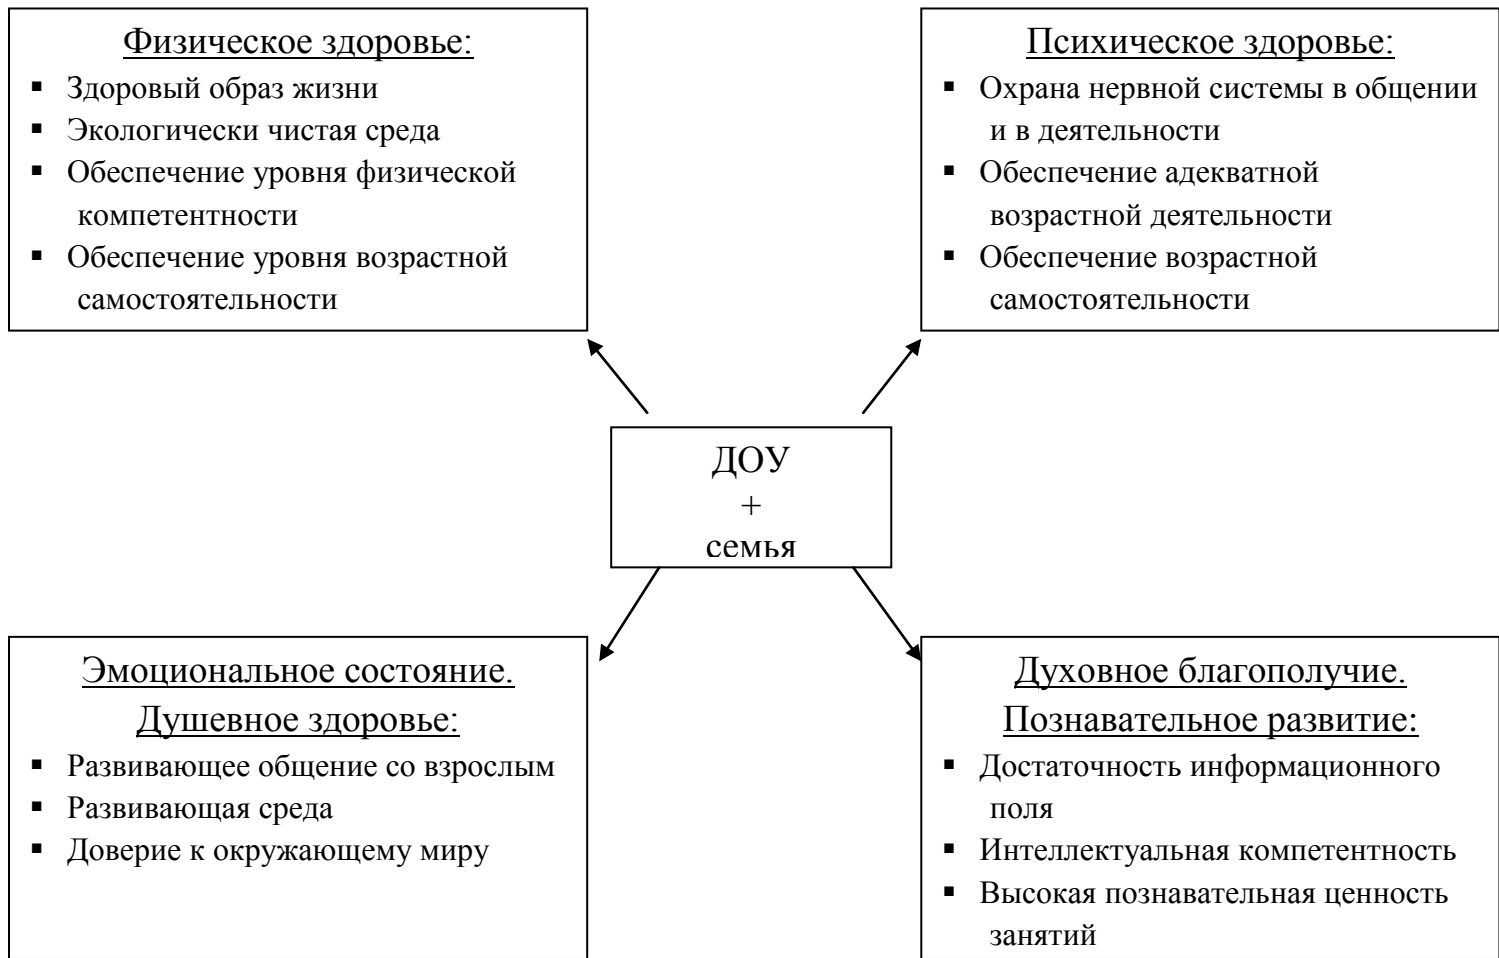 Физическое здоровье:
▪ Здоровый образ жизни
▪ Экологически чистая среда
▪ Обеспечение уровня физической
компетентности
▪ Обеспечение уровня возрастной
самостоятельности
Психическое здоровье:
▪ Охрана нервной системы в общении
и в деятельности
▪ Обеспечение адекватной
возрастной деятельности
▪ Обеспечение возрастной
самостоятельности
ДОУ
+
семья
Эмоциональное состояние.
Душевное здоровье:
▪ Развивающее общение со взрослым
▪ Развивающая среда
▪ Доверие к окружающему миру
Духовное благополучие.
Познавательное развитие:
▪ Достаточность информационного
поля
▪ Интеллектуальная компетентность
▪ Высокая познавательная ценность
занятий